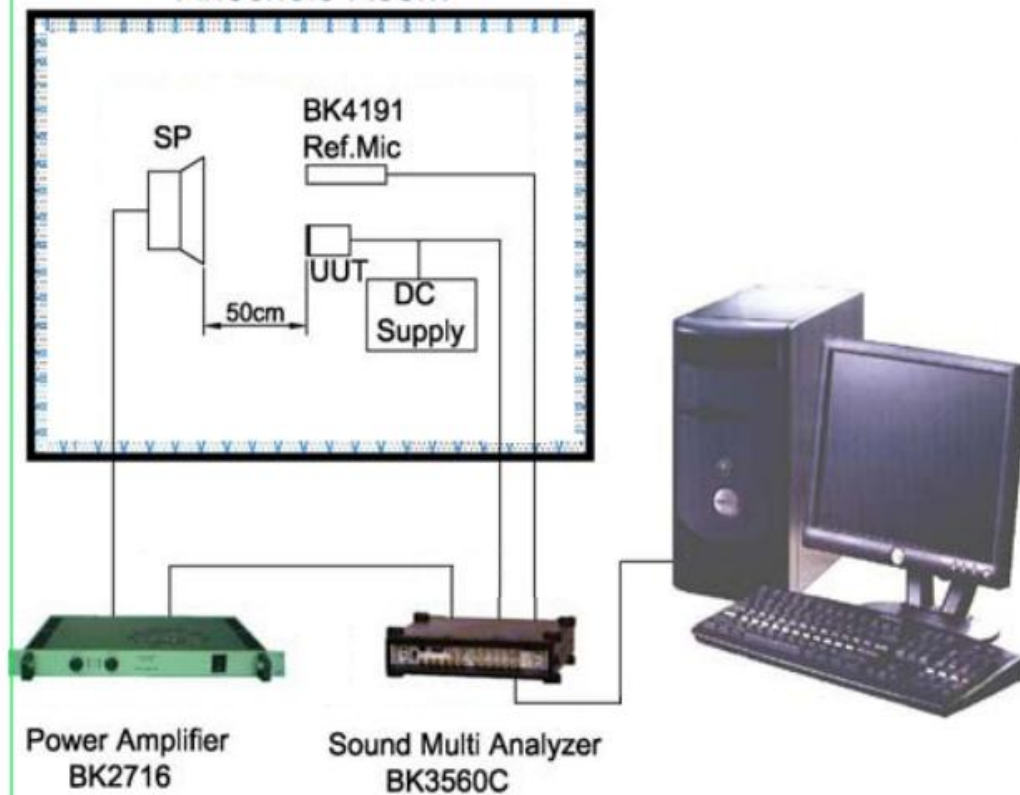 SP
BK4191
Ref.Mic
UUT
50cm
DC
Supply
Power Amplifier
BK2716
Sound Multi Analyzer
BK3560C